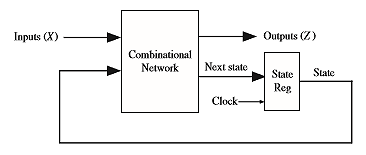 Inputs (X)
Combinational
Network
Outputs (Z)
Next state
State
Reg
State
Clock